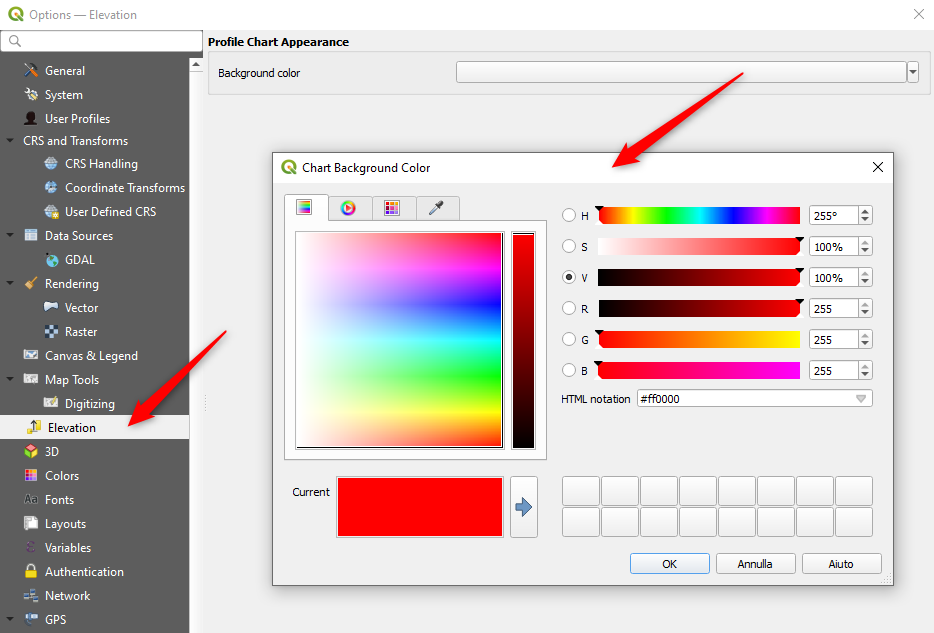 Options — Elevation
Profile Chart Appearance
Background color
General
System
User Profiles
CRS and Transforms
CRS Handling
Coordinate Transforms
User Defined CRS
Data Sources
GDAL
Rendering
Vector
Raster
Canvas & Legend
Map Tools
Digitizing
Elevation
3D
Colors
Fonts
Layouts
Variables
Authentication
Network
GPS
Chart Background Color
H 255°
S 100%
V 100%
R 255
G 255
B 255
HTML notation #ff0000
Current
OK Annulla Aiuto